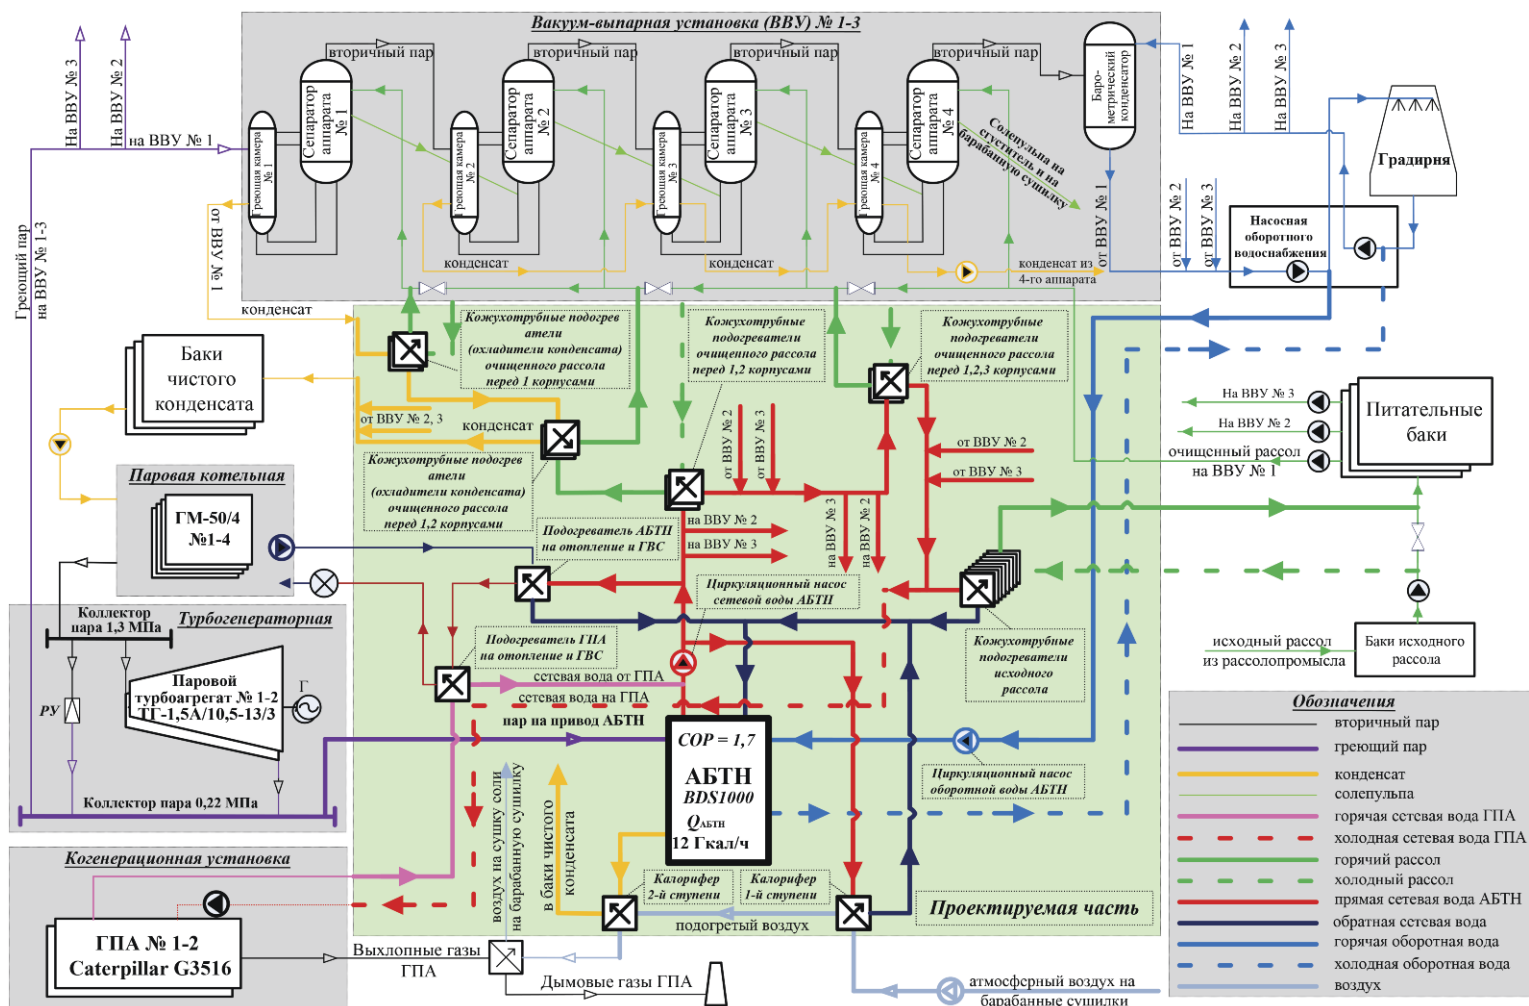 Вакуум-выпарная установка (ВВУ) № 1-3
На ВВУ № 3
На ВВУ № 2
на ВВУ № 1
вторичный пар
вторичный пар
вторичный пар
вторичный пар
Греющая камера
№ 1
Сепаратор
аппарата
№ 1
Греющая камера
№ 2
Сепаратор
аппарата
№ 2
Греющая камера
№ 3
Сепаратор
аппарата
№ 3
Греющая камера
№ 4
Сепаратор
аппарата
№ 4
Солепульпа на
сгуститель и на
барабанную сушилку
Баро-
метрический
конденсатор
На ВВУ № 1
На ВВУ № 2
На ВВУ № 3
Градирня
от ВВУ № 1
от ВВУ № 2
от ВВУ № 3
Насосная
оборотного
водоснабжения
Греющий пар
на ВВУ № 1-3
от ВВУ № 1
конденсат
конденсат
конденсат из
4-го аппарата
конденсат
Баки
чистого
конденсата
Кожухотрубные подогрев
атели
(охладители конденсата)
очищенного рассола
перед 1 корпусами
Кожухотрубные
подогреватели
очищенного рассола
перед 1,2 корпусами
Кожухотрубные
подогреватели
очищенного рассола
перед 1,2,3 корпусами
от ВВУ № 2, 3
конденсат
Кожухотрубные подогрев
атели
(охладители конденсата)
очищенного рассола
перед 1,2 корпусами
от ВВУ № 2
от ВВУ № 3
от ВВУ № 2
от ВВУ № 3
На ВВУ № 3
На ВВУ № 2
очищенный рассол
на ВВУ № 1
Питательные
баки
на ВВУ № 2
на ВВУ № 3
на ВВУ № 3
на ВВУ № 2
Паровая котельная
ГМ-50/4
№1-4
Подогреватель АБТН
на отопление и ГВС
Циркуляционный насос
сетевой воды АБТН
Кожухотрубные
подогреватели
исходного
рассола
исходный рассол
из рассолопромысла
Баки исходного
рассола
Коллектор
пара 1,3 МПа
Турбогенераторная
Паровой
турбоагрегат № 1-2
ТГ-1,5А/10,5-13/3
Г
РУ
Коллектор пара 0,22 МПа
Подогреватель ГПА
на отопление и ГВС
сетевая вода от ГПА
сетевая вода на ГПА
пар на привод АБТН
COP = 1,7
АБТН
BDS1000
QАБТН
12 Гкал/ч
Циркуляционный насос
оборотной воды АБТН
воздух на сушку соли
на барабанную сушилку
в баки чистого
конденсата
Калорифер
2-й ступени
Калорифер
1-й ступени
подогретый воздух
Проектируемая часть
Когенерационная установка
ГПА № 1-2
Caterpillar G3516
Выхлопные газы
ГПА
Дымовые газы ГПА
атмосферный воздух на
барабанные сушилки
Обозначения
вторичный пар
греющий пар
конденсат
солепульпа
горячая сетевая вода ГПА
холодная сетевая вода ГПА
горячий рассол
холодный рассол
прямая сетевая вода АБТН
обратная сетевая вода
горячая оборотная вода
холодная оборотная вода
воздух